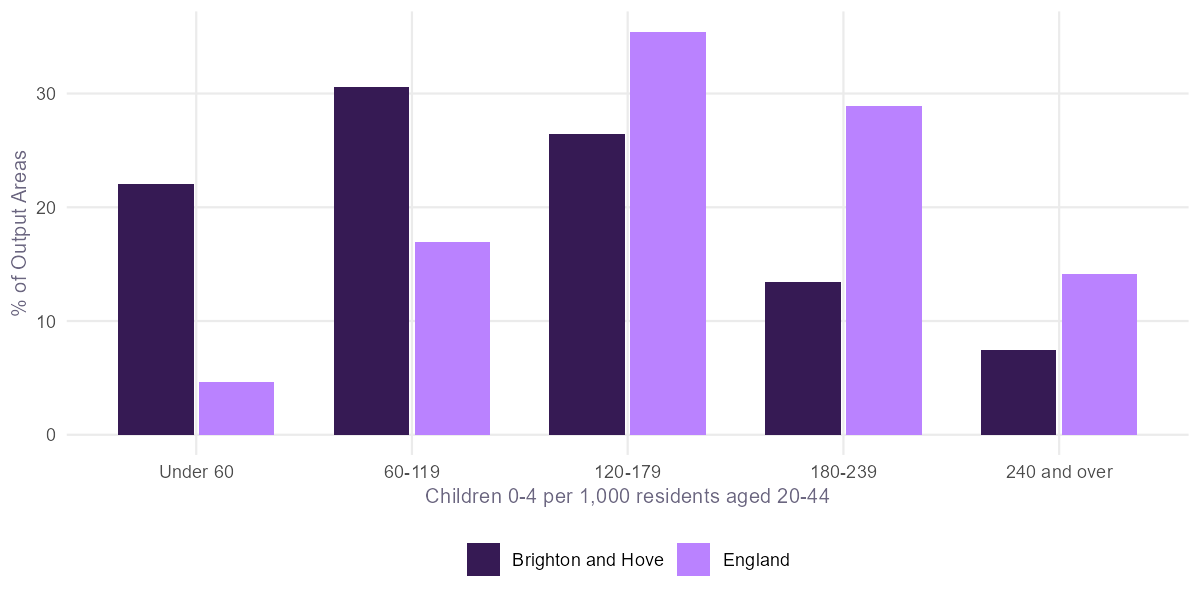 % of Output Areas
30
20
10
0
Under 60
60-119
120-179
180-239
240 and over
Children 0-4 per 1,000 residents aged 20-44
Brighton and Hove
England